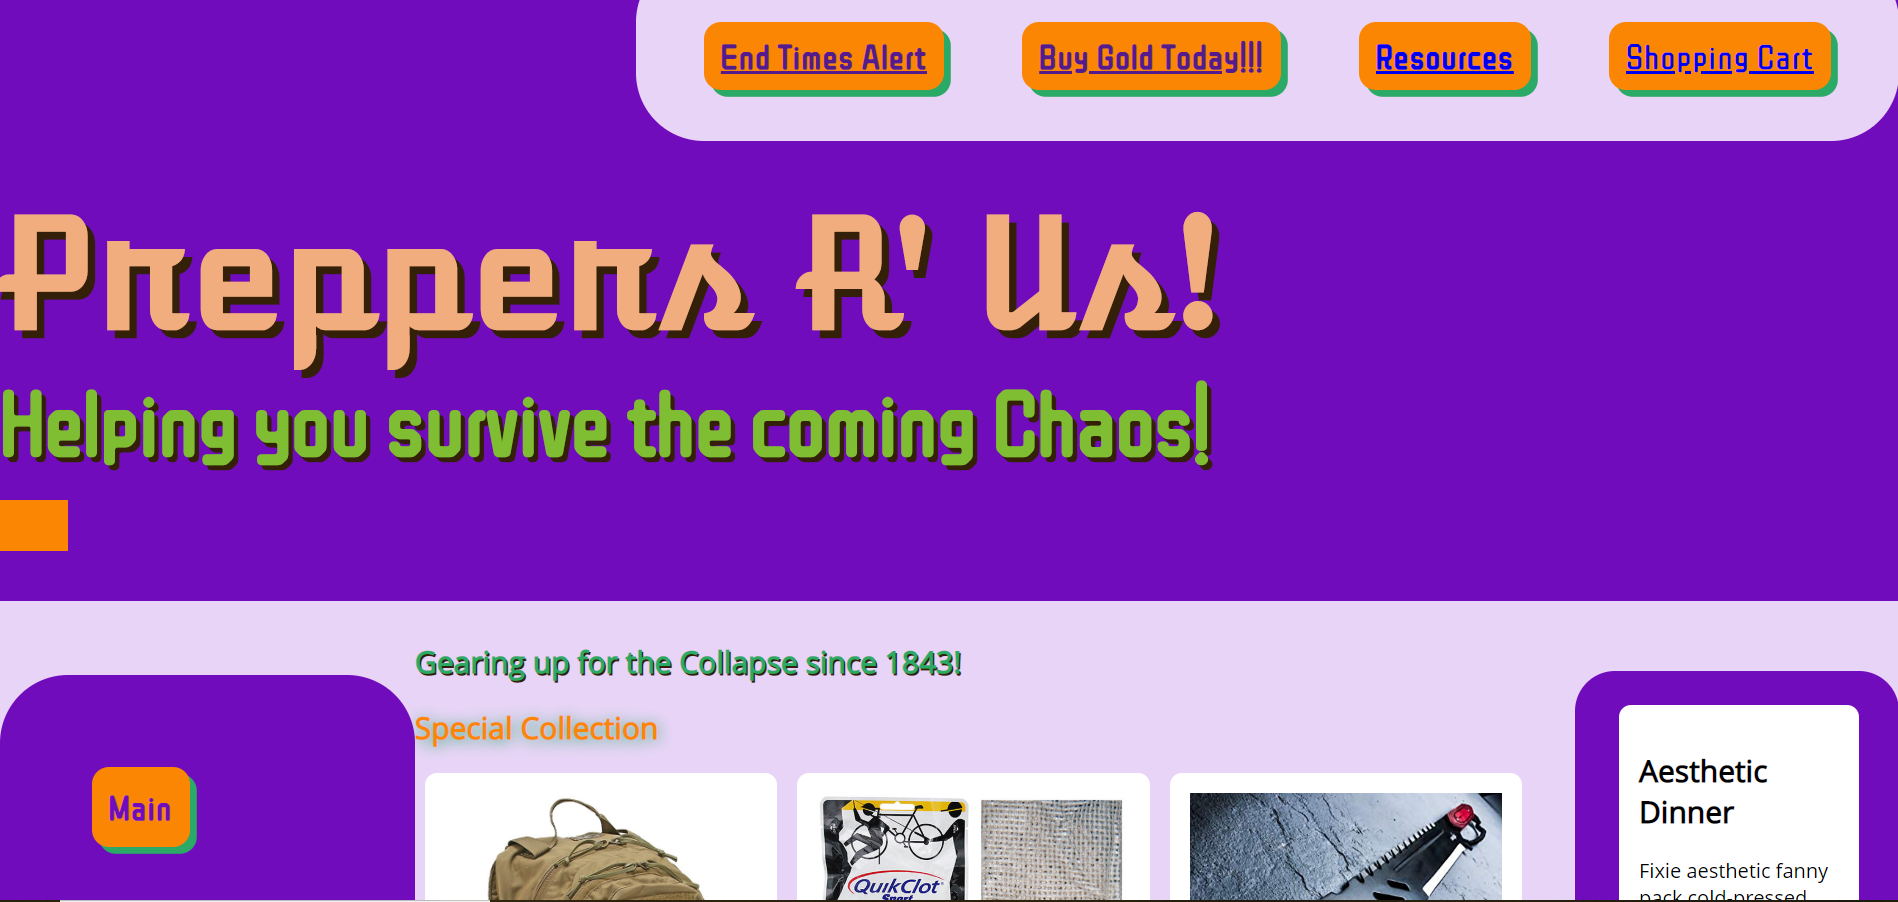 End Times Alert
Buy Gold Today!!!
Resources
Shopping Cart
Preppers R' Us!
Helping you survive the coming Chaos!
Gearing up for the Collapse since 1843!
Special Collection
Main
QuikClot
Sport
Aesthetic
Dinner
Fixie aesthetic fanny
pack cold-pressed